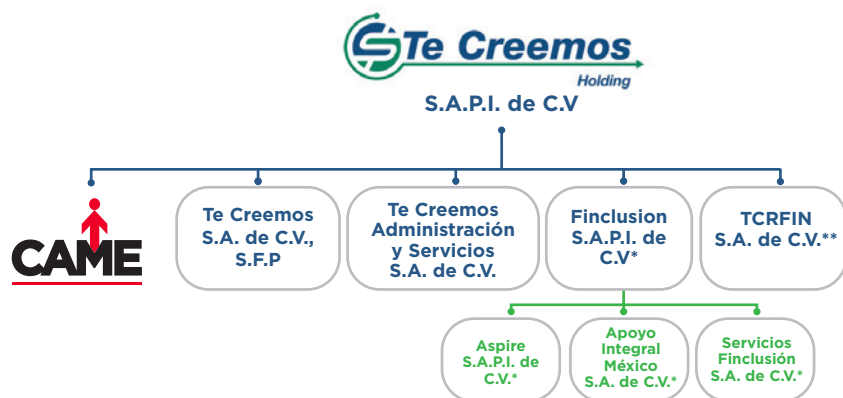 Te Creemos
Holding
S.A.P.I. de C.V
CAME
Te Creemos
S.A. de C.V.,
S.F.P
Te Creemos
Administración
y Servicios
S.A. de C.V.
Finclusion
S.A.P.I. de
C.V*
TCRFIN
S.A. de C.V.**
Aspire
S.A.P.I. de
C.V.*
Apoyo
Integral
México
S.A. de C.V.*
Servicios
Finclusión
S.A. de C.V.*